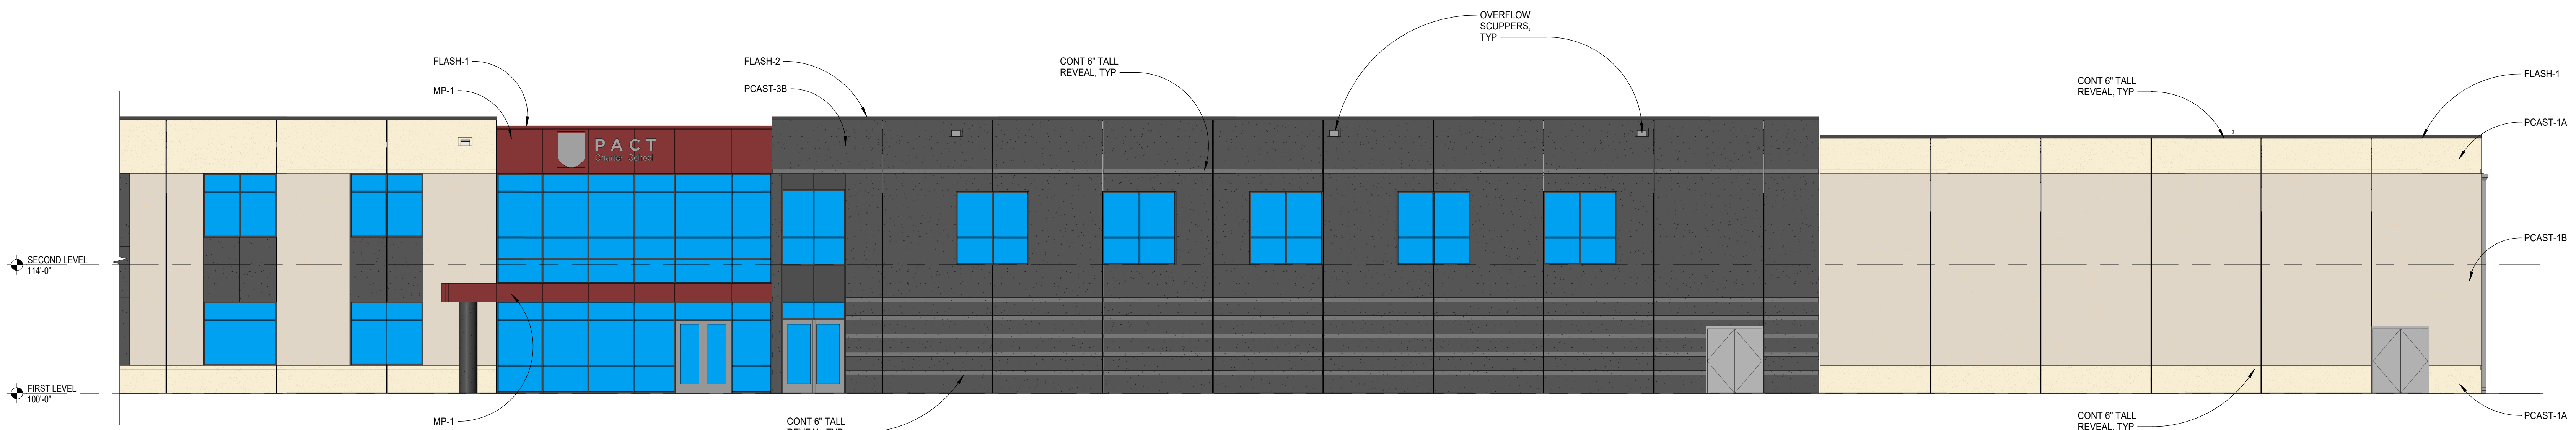 OVERFLOW
SCUPPERS,
TYP
FLASH-1
FLASH-2
CONT 6" TALL
REVEAL, TYP
CONT 6" TALL
REVEAL, TYP
FLASH-1
MP-1
PCAST-3B
PCAST-1A
PACT
Charter School
PCAST-1B
SECOND LEVEL
114'-0"
FIRST LEVEL
100'-0"
MP-1
CONT 6" TALL
REVEAL, TYP
CONT 6" TALL
REVEAL, TYP
PCAST-1A